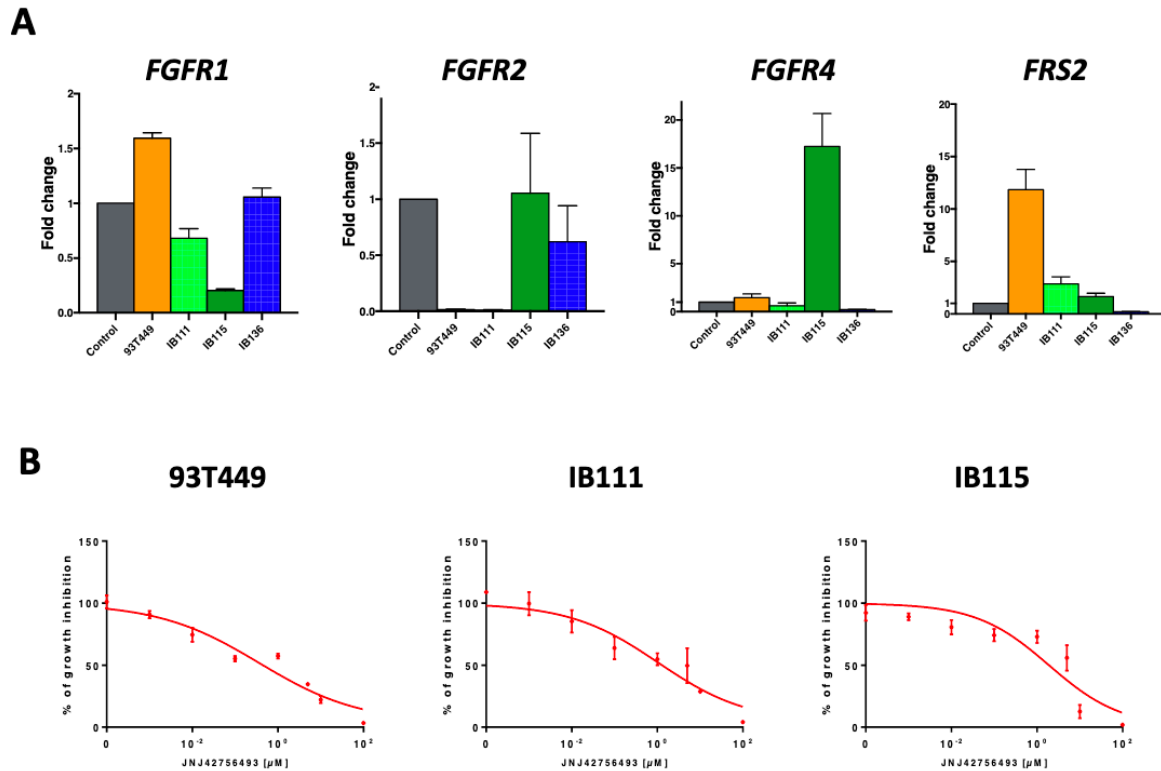 A
FGFR1
FGFR2
FGFR4
FRS2
Fold change
2
1.5
1
0.5
0.0
Control
93T449
IB111
IB115
IB136
Fold change
2
1.5
1
0.5
0.0
Control
93T449
IB111
IB115
IB136
Fold change
20
15
10
5
1
0
Control
93T449
IB111
IB115
IB136
Fold change
20
15
10
5
1
0
Control
93T449
IB111
IB115
IB136
B
93T449
IB111
IB115
% of growth inhibition
150
100
50
0
0
10⁻²
10⁰
10²
JNJ42756493 [µM]
% of growth inhibition
150
100
50
0
0
10⁻²
10⁰
10²
JNJ42756493 [µM]
% of growth inhibition
150
100
50
0
0
10⁻²
10⁰
10²
JNJ42756493 [µM]